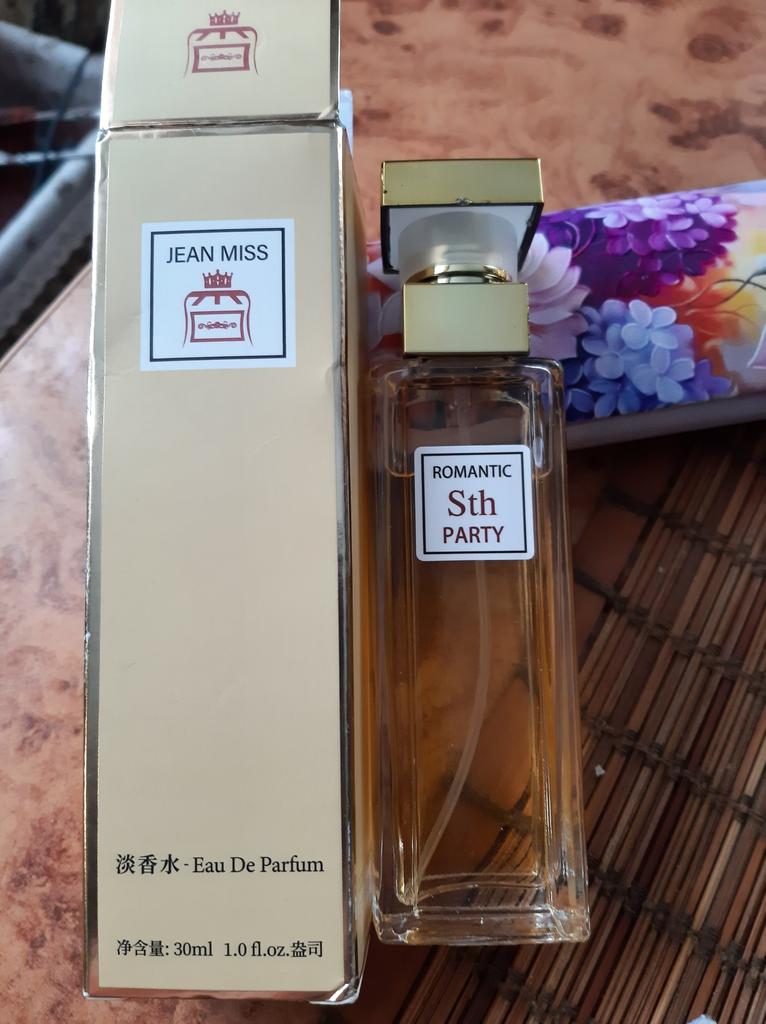 JEAN MISS
淡香水 - Eau De Parfum
净含量: 30ml 1.0 fl.oz.盎司
ROMANTIC
Sth
PARTY